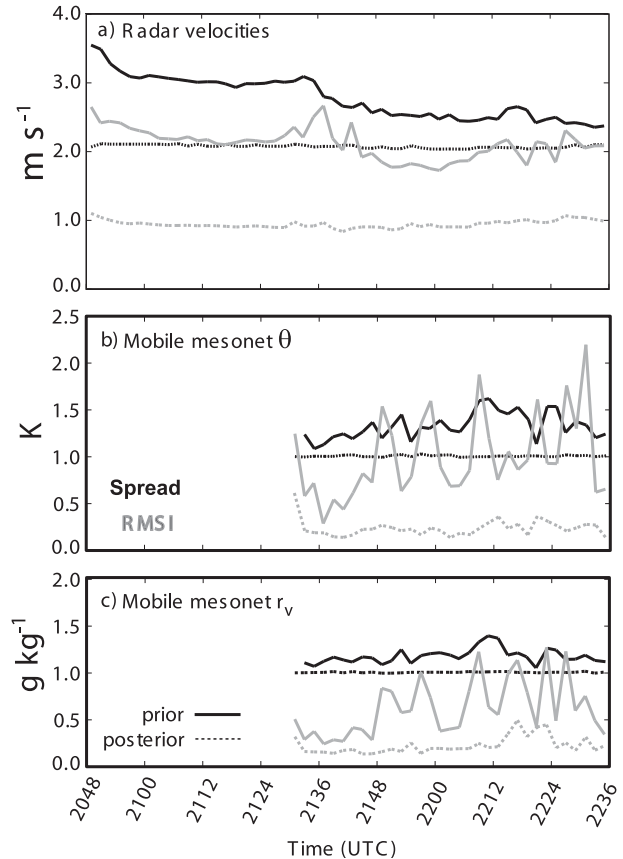 a) Radar velocities
4.0
3.0
2.0
1.0
0.0
m s⁻¹
b) Mobile mesonet θ
2.5
2.0
1.5
1.0
0.5
0.0
K
Spread
RMSI
c) Mobile mesonet rᵥ
2.0
1.5
1.0
0.5
0.0
g kg⁻¹
prior
posterior
2048 2100 2112 2124 2136 2148 2200 2212 2224 2236
Time (UTC)